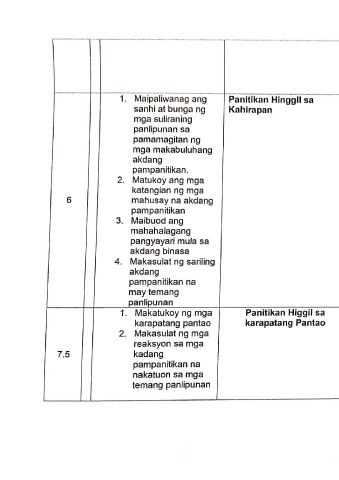 6
1. Maipaliwanag ang
sanhi at bunga ng
mga suliraning
panlipunan sa
pamamagitan ng
mga makabuluhang
akdang
pampanitikan.
2. Matukoy ang mga
katangian ng mga
mahusay na akdang
pampanitikan
3. Maibuod ang
mahahalagang
pangyayari mula sa
akdang binasa
4. Makasulat ng sariling
akdang
pampanitikan na
may temang
panlipunan
Panitikan Hinggil sa
Kahirapan
7.5
1. Makatukoy ng mga
karapatang pantao
2. Makasulat ng mga
reaksyon sa mga
kadang
pampanitikan na
nakatuon sa mga
temang panlipunan
Panitikan Higgil sa
karapatang Pantao